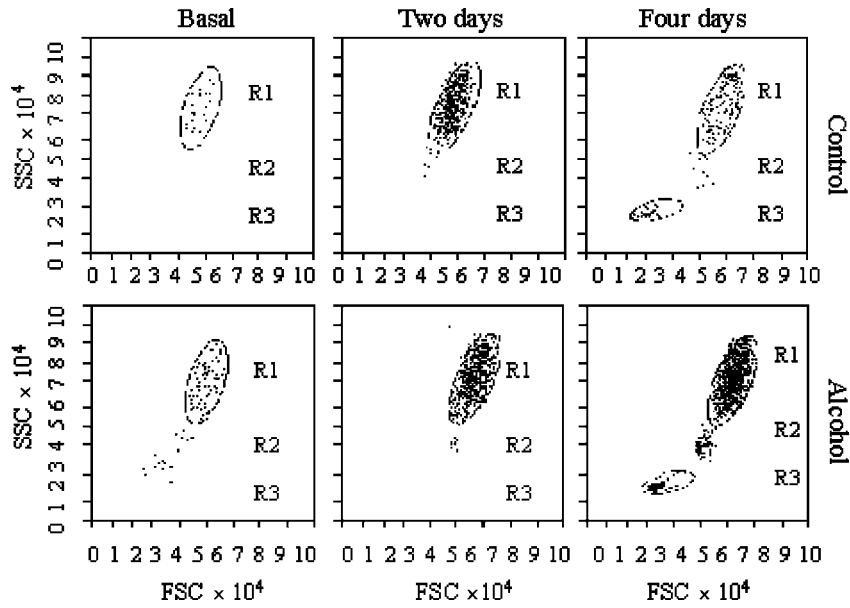 Basal
Two days
Four days
SSC × 10⁴
10
9
8
7
6
5
4
3
2
1
0
R1
R2
R3
R1
R2
R3
R1
R2
R3
Control
0 1 2 3 4 5 6 7 8 9 10
0 1 2 3 4 5 6 7 8 9 10
0 1 2 3 4 5 6 7 8 9 10
SSC × 10⁴
10
9
8
7
6
5
4
3
2
1
0
R1
R2
R3
R1
R2
R3
R1
R2
R3
Alcohol
0 1 2 3 4 5 6 7 8 9 10
0 1 2 3 4 5 6 7 8 9 10
0 1 2 3 4 5 6 7 8 9 10
FSC × 10⁴
FSC × 10⁴
FSC × 10⁴